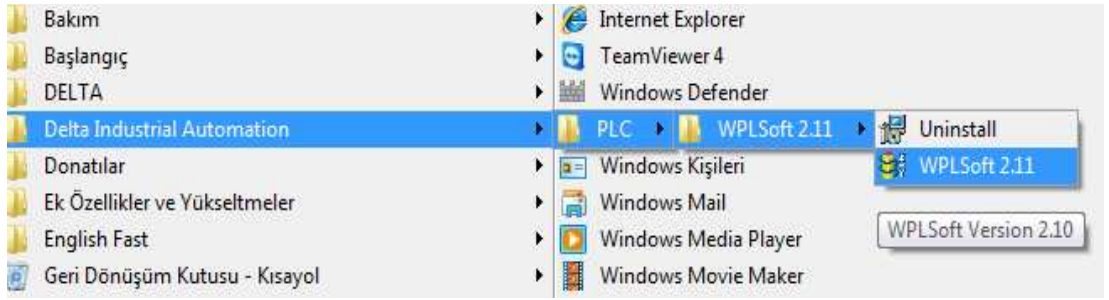 Bakım
Başlangıç
DELTA
Delta Industrial Automation
Donatılar
Ek Özellikler ve Yükseltmeler
English Fast
Geri Dönüşüm Kutusu - Kısayol
Internet Explorer
TeamViewer 4
Windows Defender
PLC
WPLSoft 2.11
Windows Kişileri
Windows Mail
Windows Media Player
Windows Movie Maker
Uninstall
WPLSoft 2.11
WPLSoft Version 2.10